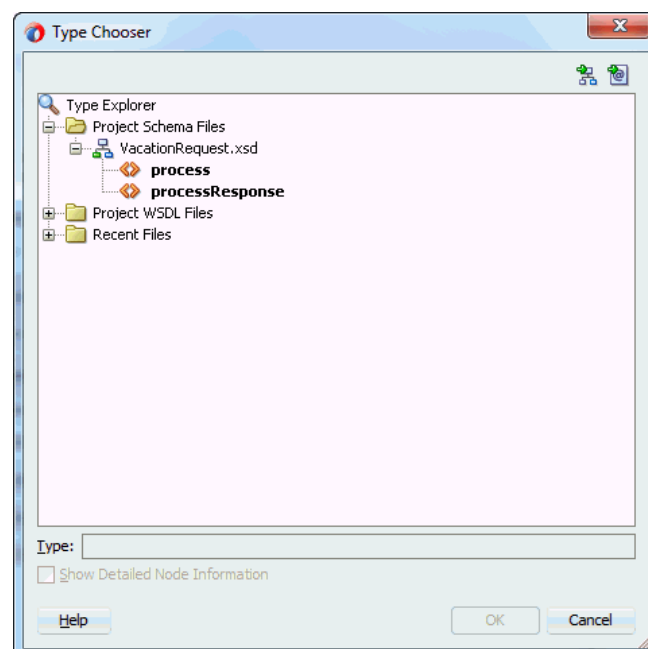 Type Chooser
Type Explorer
Project Schema Files
VacationRequest.xsd
process
processResponse
Project WSDL Files
Recent Files
Type:
Show Detailed Node Information
Help
OK
Cancel